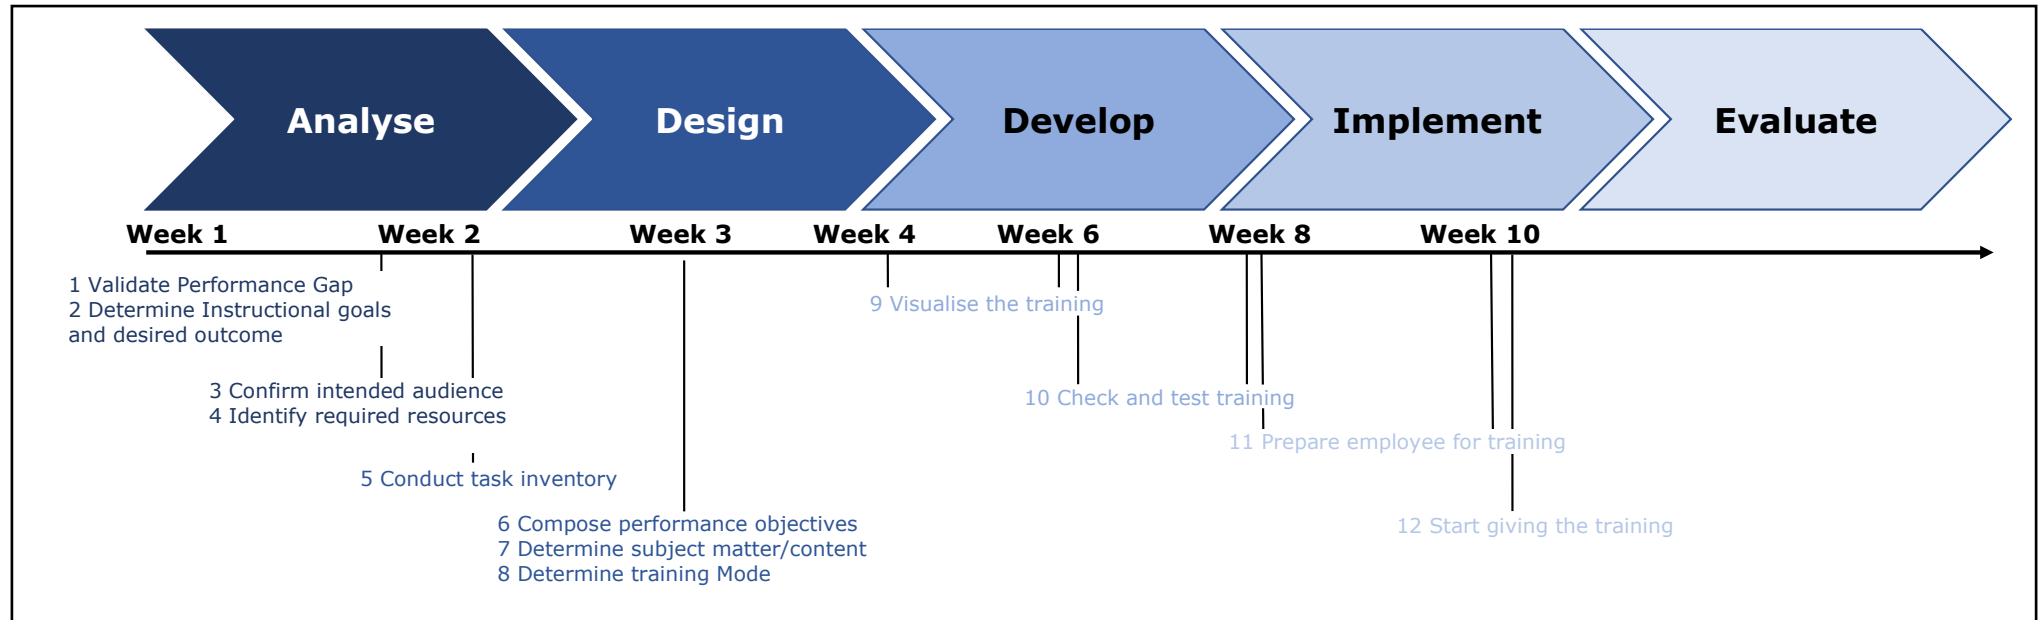 Analyse
Design
Develop
Implement
Evaluate
Week 1
Week 2
Week 3
Week 4
Week 6
Week 8
Week 10
1 Validate Performance Gap
2 Determine Instructional goals
and desired outcome
9 Visualise the training
3 Confirm intended audience
4 Identify required resources
10 Check and test training
11 Prepare employee for training
5 Conduct task inventory
6 Compose performance objectives
7 Determine subject matter/content
8 Determine training Mode
12 Start giving the training